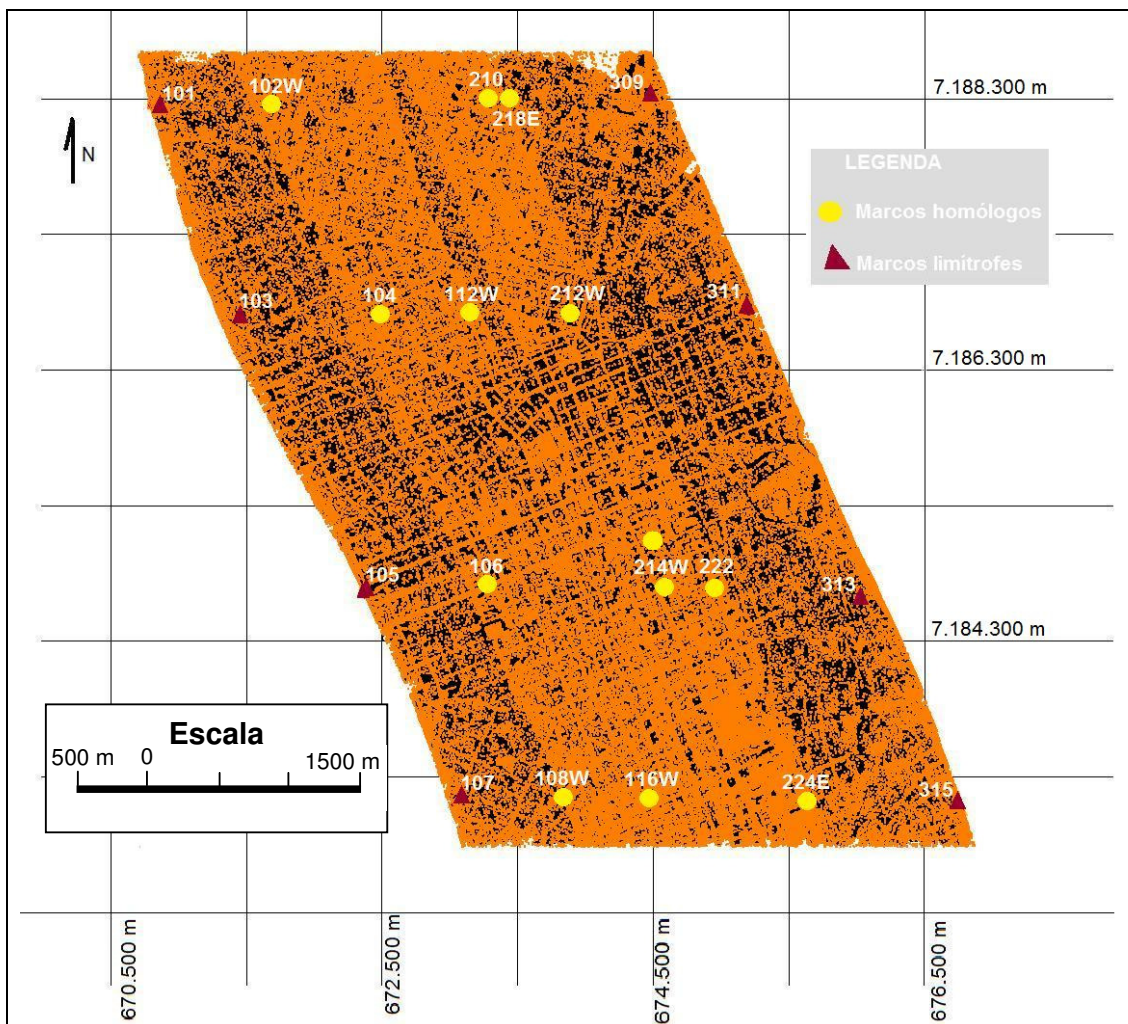 210
309
101
102W
7.188.300 m
218E
N
LEGENDA
Marcos homólogos
Marcos limitrofes
103
104
112W
212W
311
7.186.300 m
105
106
214W
222
313
7.184.300 m
Escala
500 m
0
1500 m
107
108W
116W
224E
315
670.500 m
672.500 m
674.500 m
676.500 m